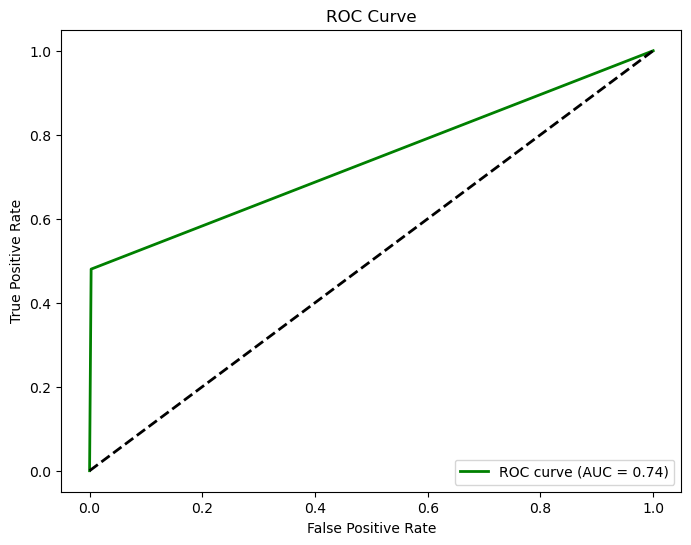 ROC Curve
True Positive Rate
1.0
0.8
0.6
0.4
0.2
0.0
ROC curve (AUC = 0.74)
0.0 0.2 0.4 0.6 0.8 1.0
False Positive Rate